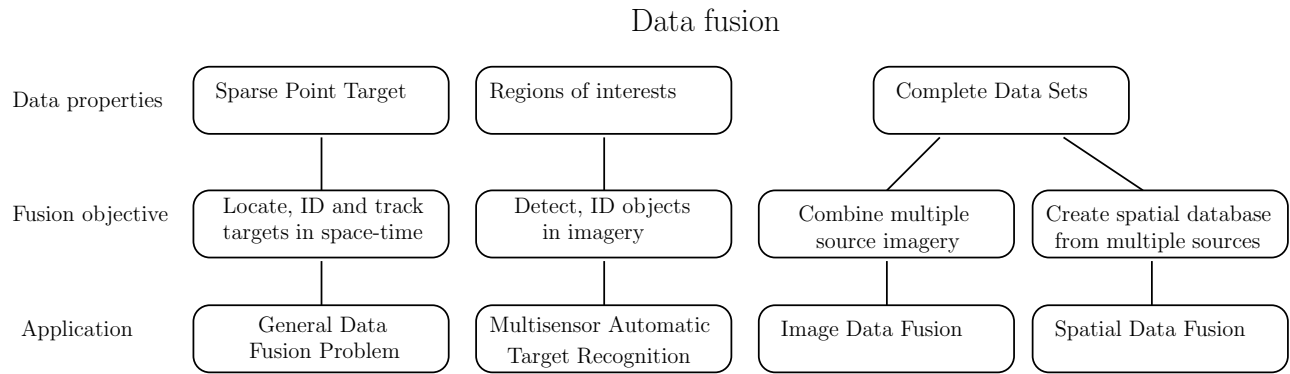 Data fusion
Data properties
Sparse Point Target
Regions of interests
Complete Data Sets
Fusion objective
Locate, ID and track
targets in space-time
Detect, ID objects
in imagery
Combine multiple
source imagery
Create spatial database
from multiple sources
Application
General Data
Fusion Problem
Multisensor Automatic
Target Recognition
Image Data Fusion
Spatial Data Fusion